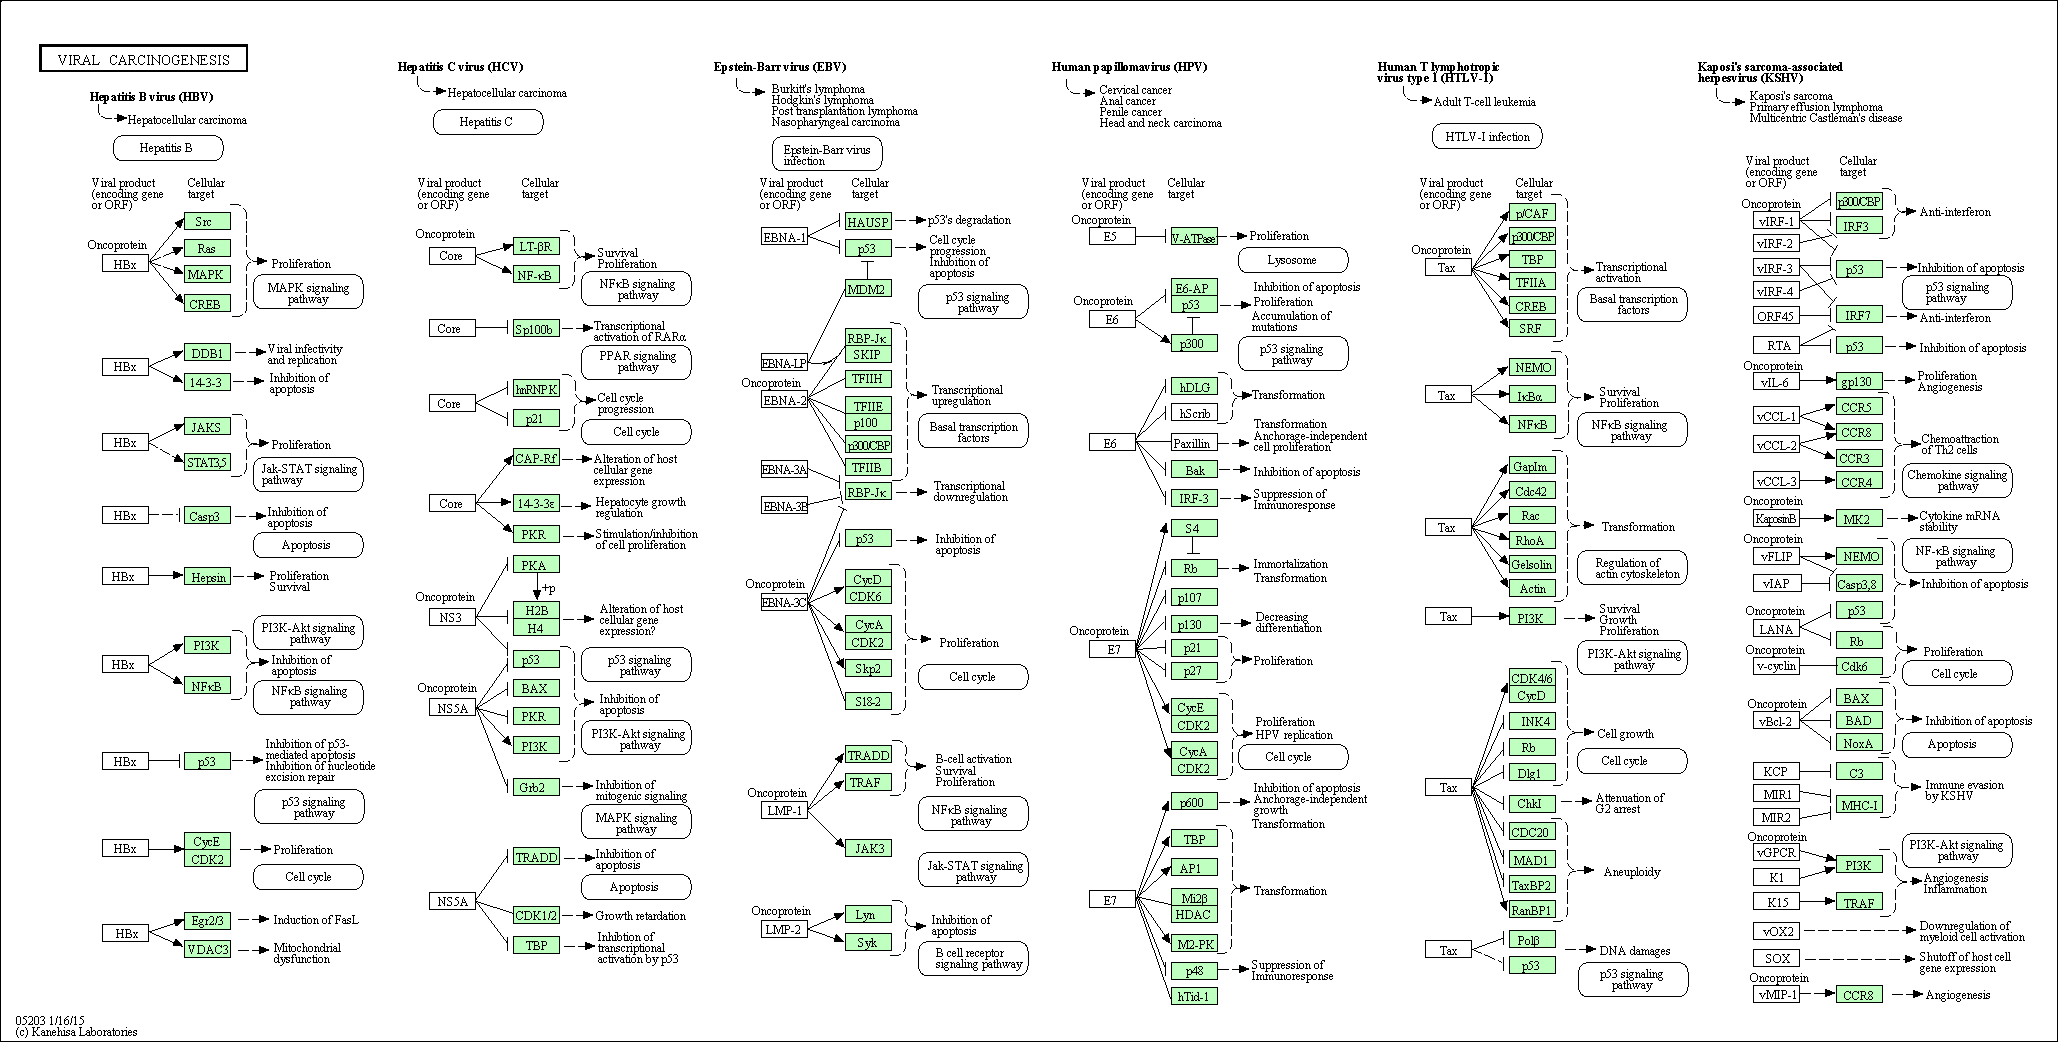 VIRAL CARCINOGENESIS
Hepatitis B virus (HBV)
Hepatocellular carcinoma
Hepatitis B
Viral product
(encoding gene
or ORF)
Cellular
target
Oncoprotein
HBx
Src
Ras
MAPK
CREB
Proliferation
MAPK signaling
pathway
HBx
DDB1
14-3-3
Viral infectivity
and replication
Inhibition of
apoptosis
HBx
JAKS
STAT3,5
Proliferation
Jak-STAT signaling
pathway
HBx
Casp3
Inhibition of
apoptosis
Apoptosis
HBx
Hepsin
Proliferation
Survival
PI3K-Akt signaling
pathway
HBx
PI3K
NFκB
Inhibition of
apoptosis
NFκB signaling
pathway
HBx
p53
Inhibition of p53-
mediated apoptosis
Inhibition of nucleotide
excision repair
p53 signaling
pathway
HBx
CycE
CDK2
Proliferation
Cell cycle
HBx
Egr2/3
VDAC3
Induction of FasL
Mitochondrial
dysfunction
05203 1/16/15
(c) Kanehisa Laboratories
Hepatitis C virus (HCV)
Hepatocellular carcinoma
Hepatitis C
Viral product
(encoding gene
or ORF)
Cellular
target
Oncoprotein
Core
LT-βR
NF-κB
Survival
Proliferation
NFκB signaling
pathway
Core
Sp100b
Transcriptional
activation of RARα
PPAR signaling
pathway
Core
hnRNPK
p21
Cell cycle
progression
Cell cycle
Core
CAP-Rf
14-3-3ε
PKR
Alteration of host
cellular gene
expression
Hepatocyte growth
regulation
Stimulation/inhibition
of cell proliferation
Oncoprotein
NS3
PKA
+p
H2B
H4
p53
Alteration of host
cellular gene
expression?
p53 signaling
pathway
Oncoprotein
NS5A
BAX
PKR
PI3K
Grb2
Inhibition of
apoptosis
PI3K-Akt signaling
pathway
Inhibition of
mitogenic signaling
MAPK signaling
pathway
NS5A
TRADD
CDK1/2
TBP
Inhibition of
apoptosis
Apoptosis
Growth retardation
Inhibition of
transcriptional
activation by p53
Epstein-Barr virus (EBV)
Burkitt's lymphoma
Hodgkin's lymphoma
Post transplantation lymphoma
Nasopharyngeal carcinoma
Epstein-Barr virus
infection
Viral product
(encoding gene
or ORF)
Cellular
target
EBNA-1
HAUSP
p53
MDM2
p53's degradation
Cell cycle
progression
Inhibition of
apoptosis
p53 signaling
pathway
EBNA-LP
Oncoprotein
EBNA-2
RBP-Jκ
SKIP
TFIIH
TFIIE
p100
p300/CBP
TFIIB
Transcriptional
upregulation
Basal transcription
factors
EBNA-3A
EBNA-3B
RBP-Jκ
Transcriptional
downregulation
p53
Inhibition of
apoptosis
Oncoprotein
EBNA-3C
CycD
CDK6
CycA
CDK2
Skp2
S18-2
Proliferation
Cell cycle
Oncoprotein
LMP-1
TRADD
TRAF
JAK3
B-cell activation
Survival
Proliferation
NFκB signaling
pathway
Jak-STAT signaling
pathway
Oncoprotein
LMP-2
Lyn
Syk
Inhibition of
apoptosis
B cell receptor
signaling pathway
Human papillomavirus (HPV)
Cervical cancer
Anal cancer
Penile cancer
Head and neck carcinoma
Viral product
(encoding gene
or ORF)
Cellular
target
Oncoprotein
E5
V-ATPase
Proliferation
Lysosome
Oncoprotein
E6
E6-AP
p53
p300
Inhibition of apoptosis
Proliferation
Accumulation of
mutations
p53 signaling
pathway
E6
hDLG
hScrib
Paxillin
Bak
IRF-3
Transformation
Transformation
Anchorage-independent
cell proliferation
Inhibition of apoptosis
Suppression of
Immunoresponse
Oncoprotein
E7
S4
Rb
p107
p130
p21
p27
CycE
CDK2
CycA
CDK2
Immortalization
Transformation
Decreasing
differentiation
Proliferation
Proliferation
HPV replication
Cell cycle
E7
p600
TBP
AP1
Mi2β
HDAC
M2-PK
p48
hTid-1
Inhibition of apoptosis
Anchorage-independent
growth
Transformation
Transformation
Suppression of
Immunoresponse
Human T lymphotropic
virus type 1 (HTLV-1)
Adult T-cell leukemia
HTLV-I infection
Viral product
(encoding gene
or ORF)
Cellular
target
Oncoprotein
Tax
p/CAF
p300/CBP
TBP
TFIIA
CREB
SRF
Transcriptional
activation
Basal transcription
factors
Tax
NEMO
IκBα
NFκB
Survival
Proliferation
NFκB signaling
pathway
Tax
GapIm
Cdc42
Rac
RhoA
Gelsolin
Actin
Transformation
Regulation of
actin cytoskeleton
Tax
PI3K
Survival
Growth
Proliferation
PI3K-Akt signaling
pathway
Tax
CDK4/6
CycD
INK4
Rb
Dlg1
ChkI
CDC20
MAD1
TaxBP2
RanBP1
Cell growth
Cell cycle
Attenuation of
G2 arrest
Aneuploidy
Tax
Polβ
p53
DNA damages
p53 signaling
pathway
Kaposi's sarcoma-associated
herpesvirus (KSHV)
Kaposi's sarcoma
Primary effusion lymphoma
Multicentric Castleman's disease
Viral product
(encoding gene
or ORF)
Cellular
target
Oncoprotein
vIRF-1
vIRF-2
p300/CBP
IRF3
Anti-interferon
vIRF-3
vIRF-4
p53
Inhibition of apoptosis
p53 signaling
pathway
ORF45
IRF7
Anti-interferon
RTA
p53
Inhibition of apoptosis
Oncoprotein
vIL-6
gp130
Proliferation
Angiogenesis
vCCL-1
vCCL-2
vCCL-3
CCR5
CCR8
CCR3
CCR4
Chemoattraction
of Th2 cells
Chemokine signaling
pathway
Oncoprotein
KaposinB
MK2
Cytokine mRNA
stability
Oncoprotein
vFLIP
vIAP
NEMO
Casp3,8
NF-κB signaling
pathway
Inhibition of apoptosis
Oncoprotein
LANA
p53
Rb
Oncoprotein
v-cyclin
Cdk6
Proliferation
Cell cycle
Oncoprotein
vBcl-2
BAX
BAD
NoxA
Inhibition of apoptosis
Apoptosis
KCP
MIR1
MIR2
C3
MHC-I
Immune evasion
by KSHV
Oncoprotein
vGPCR
K1
K15
PI3K
TRAF
PI3K-Akt signaling
pathway
Angiogenesis
Inflammation
vOX2
Downregulation of
myeloid cell activation
SOX
Shutoff of host cell
gene expression
Oncoprotein
vMIP-1
CCR8
Angiogenesis